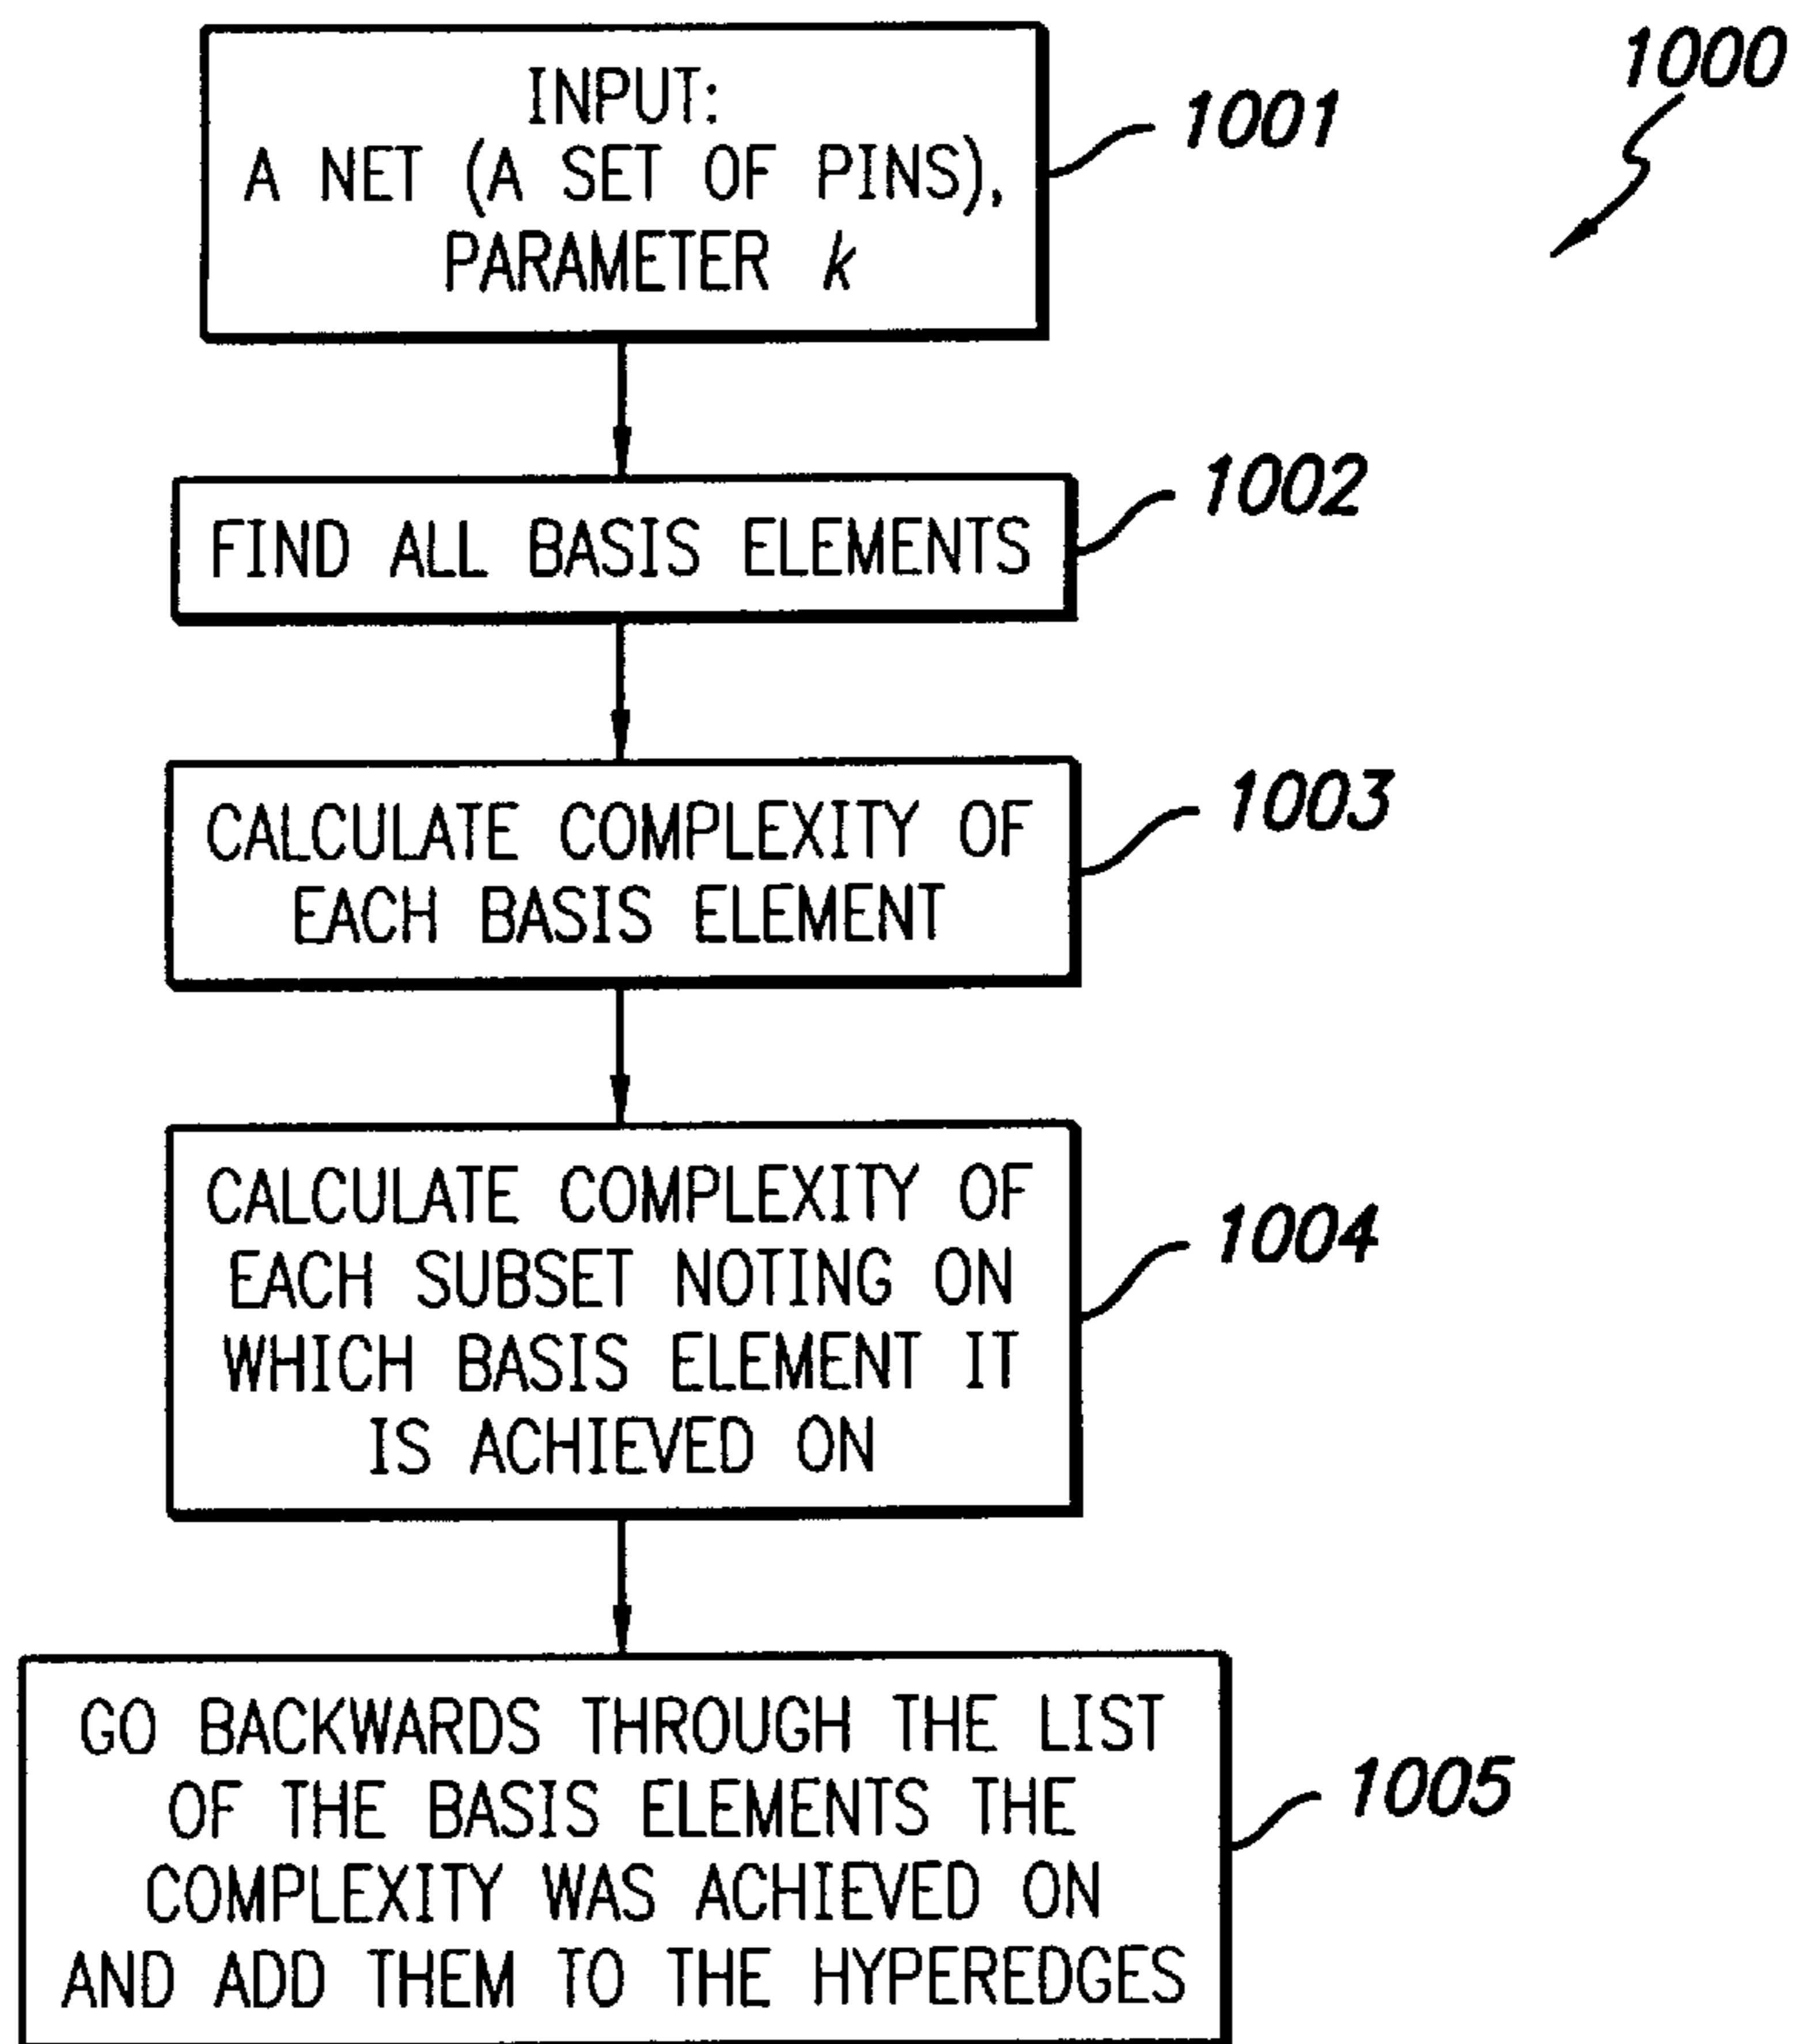 1000
INPUT:
A NET (A SET OF PINS),
PARAMETER k
1001
FIND ALL BASIS ELEMENTS
1002
CALCULATE COMPLEXITY OF
EACH BASIS ELEMENT
1003
CALCULATE COMPLEXITY OF
EACH SUBSET NOTING ON
WHICH BASIS ELEMENT IT
IS ACHIEVED ON
1004
GO BACKWARDS THROUGH THE LIST
OF THE BASIS ELEMENTS THE
COMPLEXITY WAS ACHIEVED ON
AND ADD THEM TO THE HYPEREDGES
1005